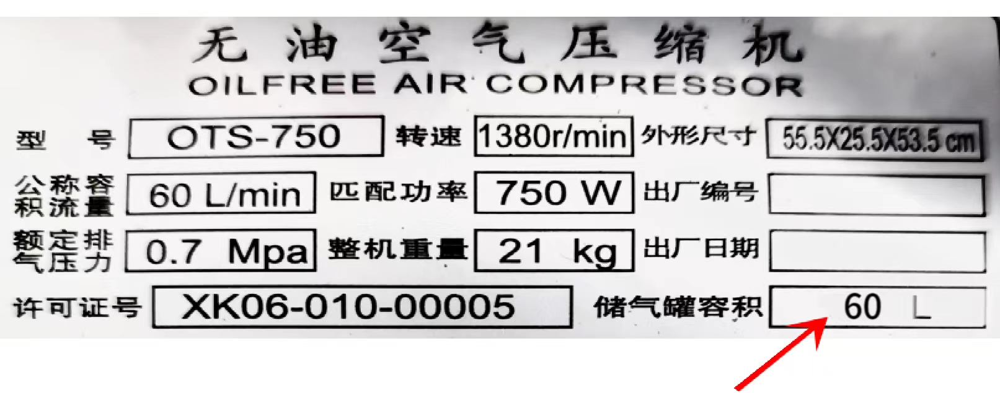 无油空气压缩机
OILFREE AIR COMPRESSOR
型号 OTS-750 转速 1380r/min 外形尺寸 55.5X25.5X53.5 cm
公称容积流量 60 L/min 匹配功率 750 W 出厂编号
额定排气压力 0.7 Mpa 整机重量 21 kg 出厂日期
许可证号 XK06-010-00005 储气罐容积 60 L